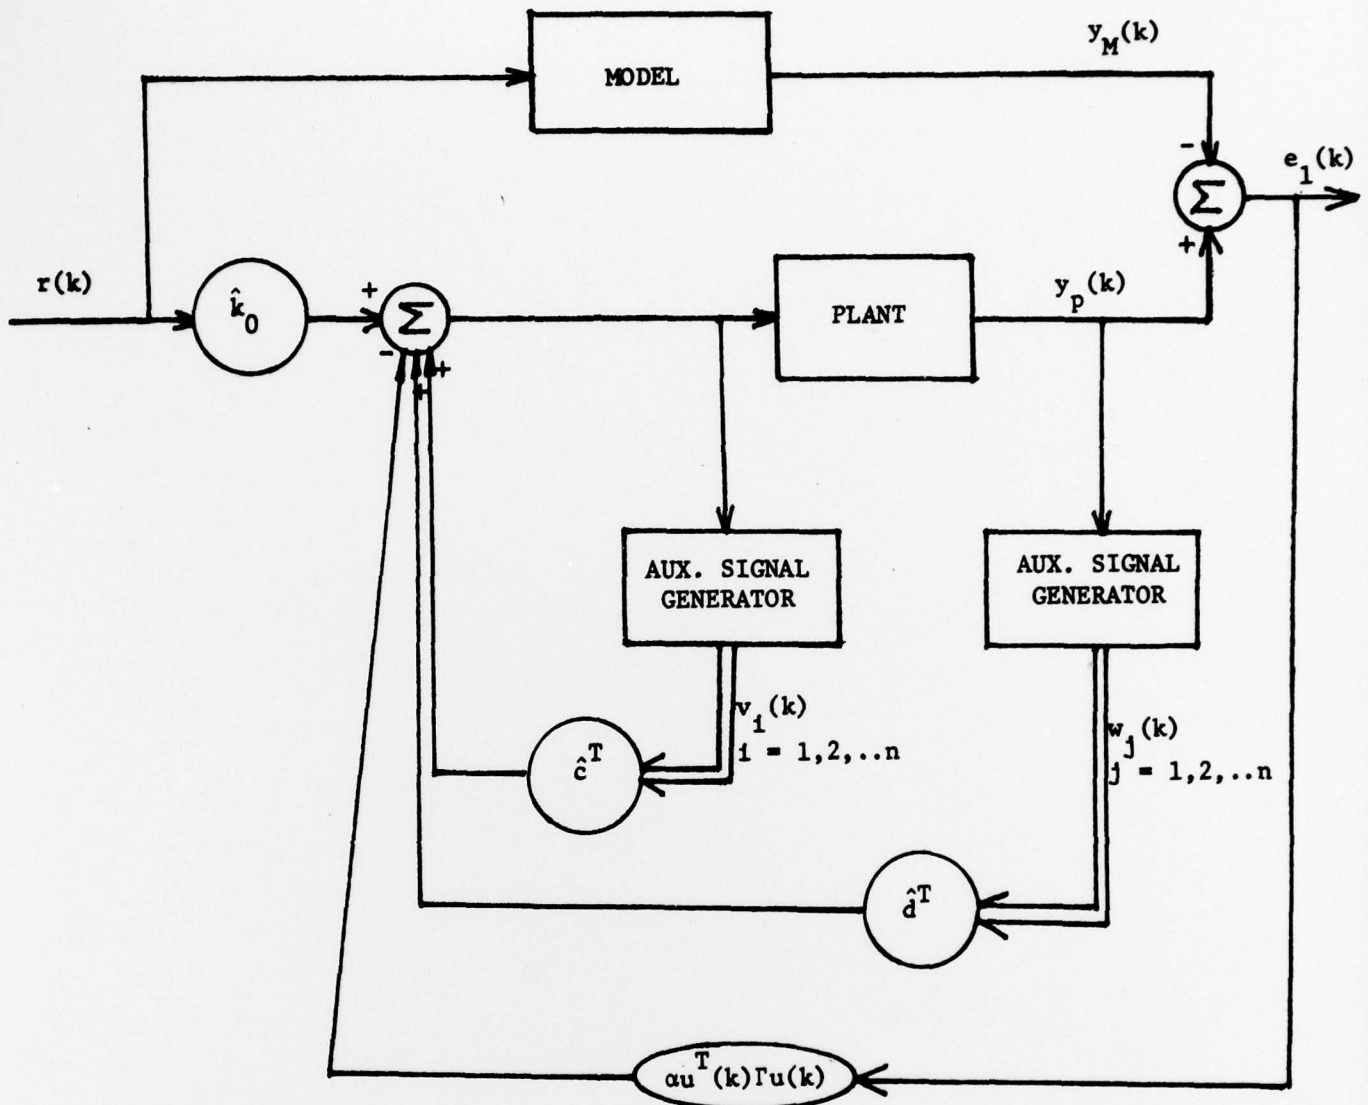 y_M(k)
MODEL
-
e_1(k)
Σ
+
r(k)
k̂_0
+
Σ
-
+
+
PLANT
y_p(k)
AUX. SIGNAL
GENERATOR
AUX. SIGNAL
GENERATOR
v_i(k)
i = 1,2,..n
w_j(k)
j = 1,2,..n
ĉ^T
d̂^T
αu^T(k)Γu(k)